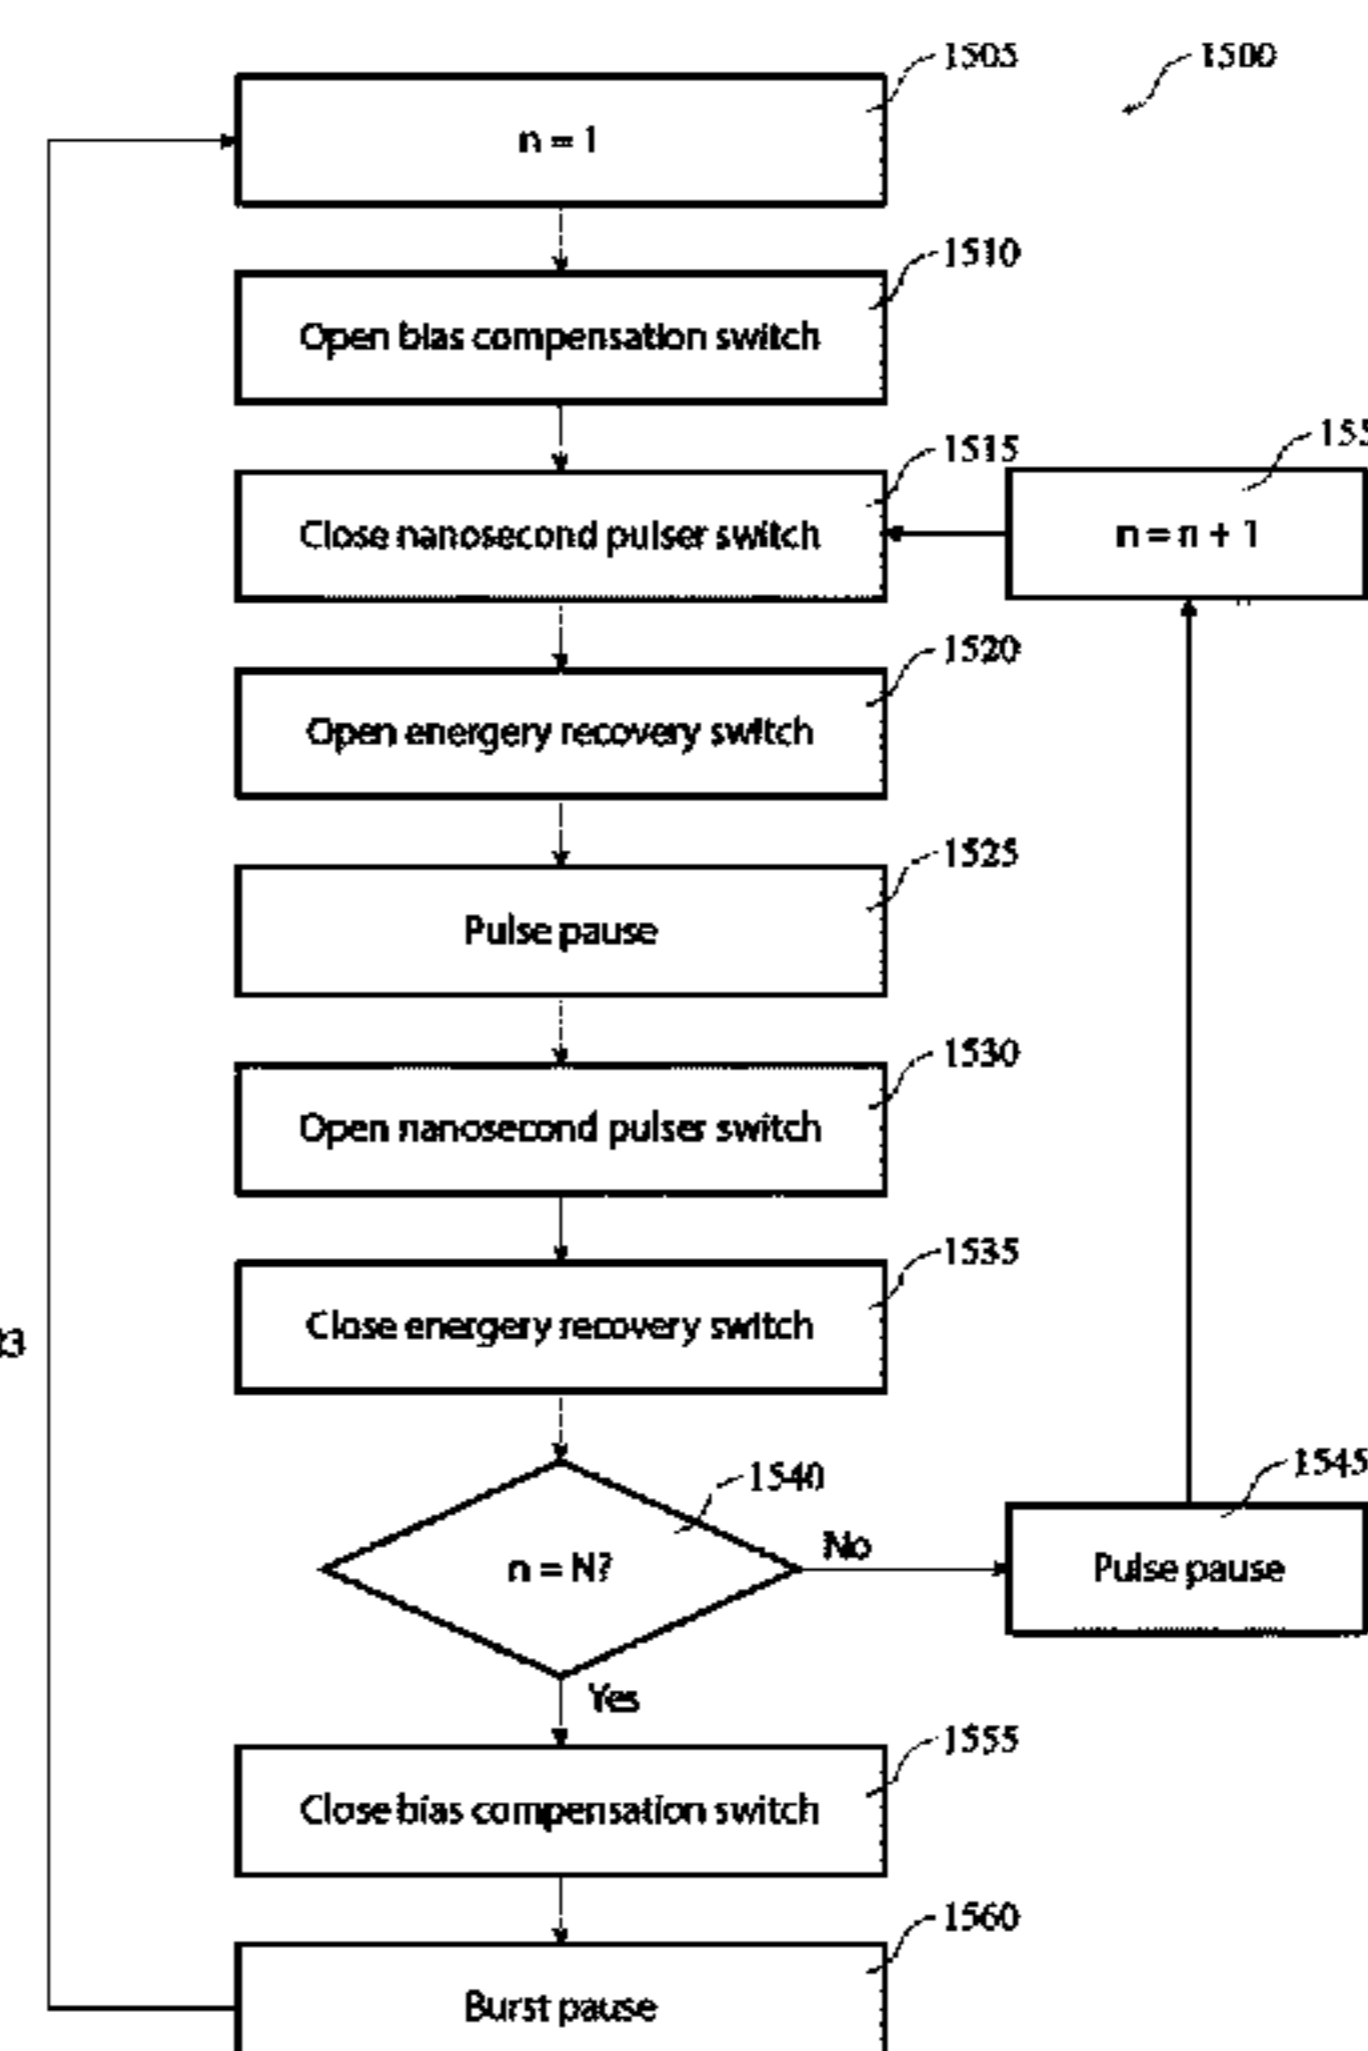 1505
1500
n = 1
1510
Open bias compensation switch
1515
155
Close nanosecond pulser switch
n = n + 1
1520
Open energery recovery switch
1525
Pulse pause
1530
Open nanosecond pulser switch
1535
Close energery recovery switch
1540
1545
n = N?
No
Pulse pause
Yes
1555
Close bias compensation switch
1560
Burst pause